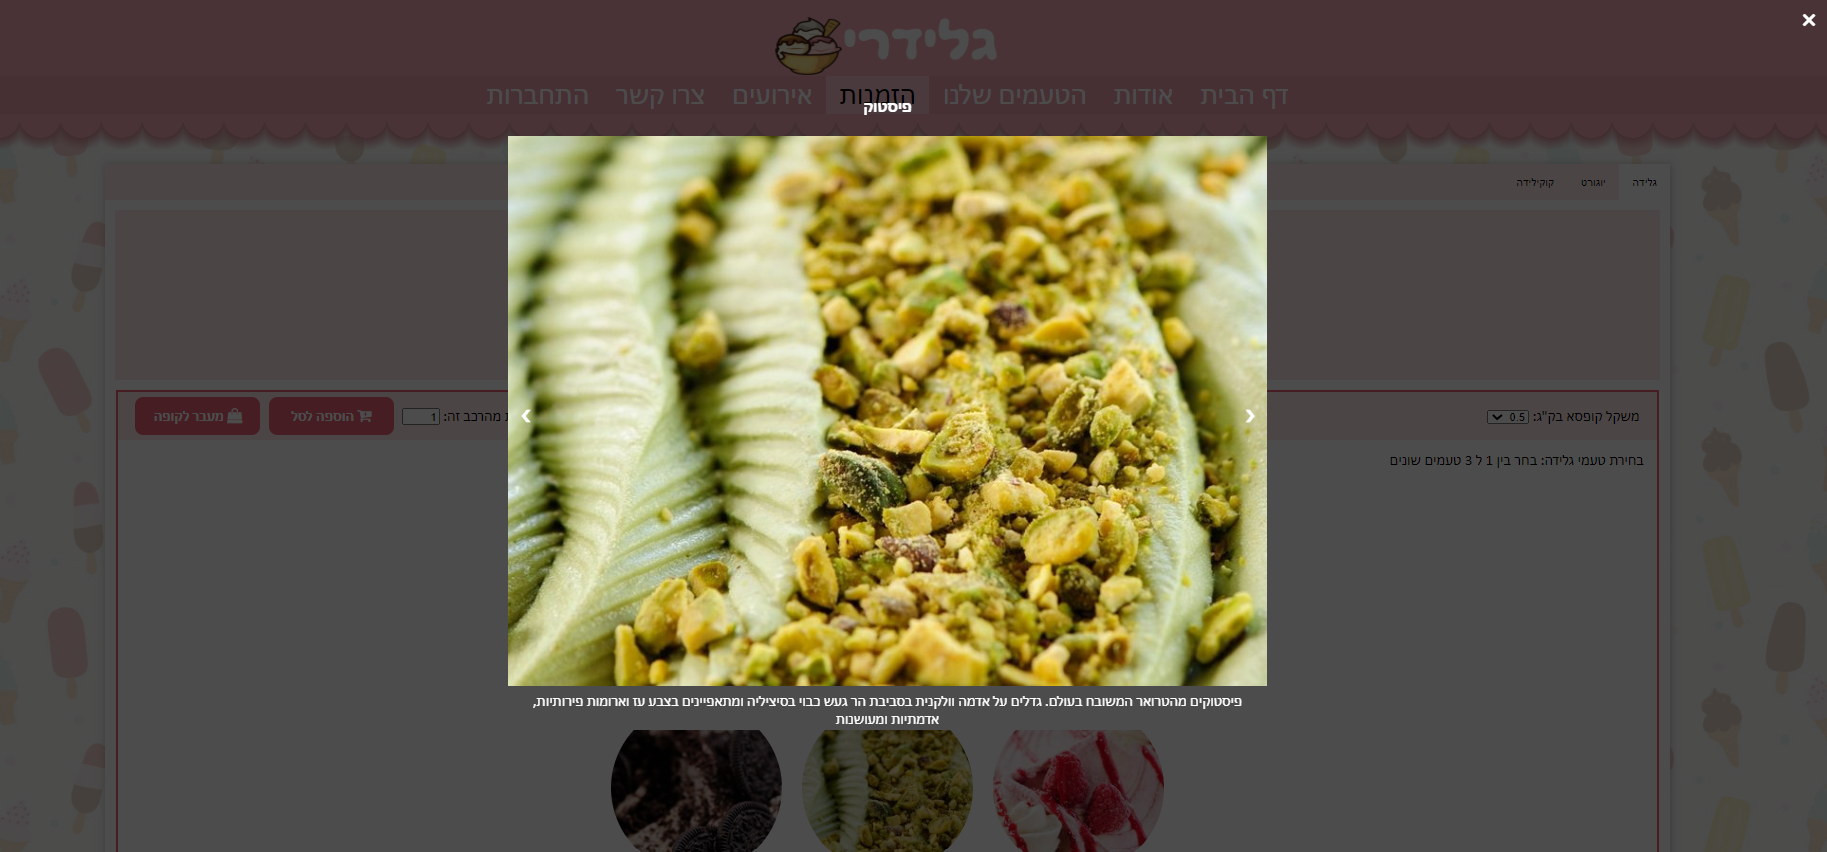 גלידרי
דף הבית אודות הטעמים שלנו הזמנות אירועים צרו קשר התחברות
פיסטוק
גלידה יוגורט קוקילידה
משקל קופסא בק"ג: 0.5 מהרכב זה: 1 הוספה לסל מעבר לקופה
בחירת טעמי גלידה: בחר בין 1 ל 3 טעמים שונים
פיסטוקים מהטרואר המשובח בעולם. גדלים על אדמה וולקנית בסביבת הר געש כבוי בסיציליה ומתאפיינים בצבע עז וארומות פירותיות,
אדמתיות ומעושנות